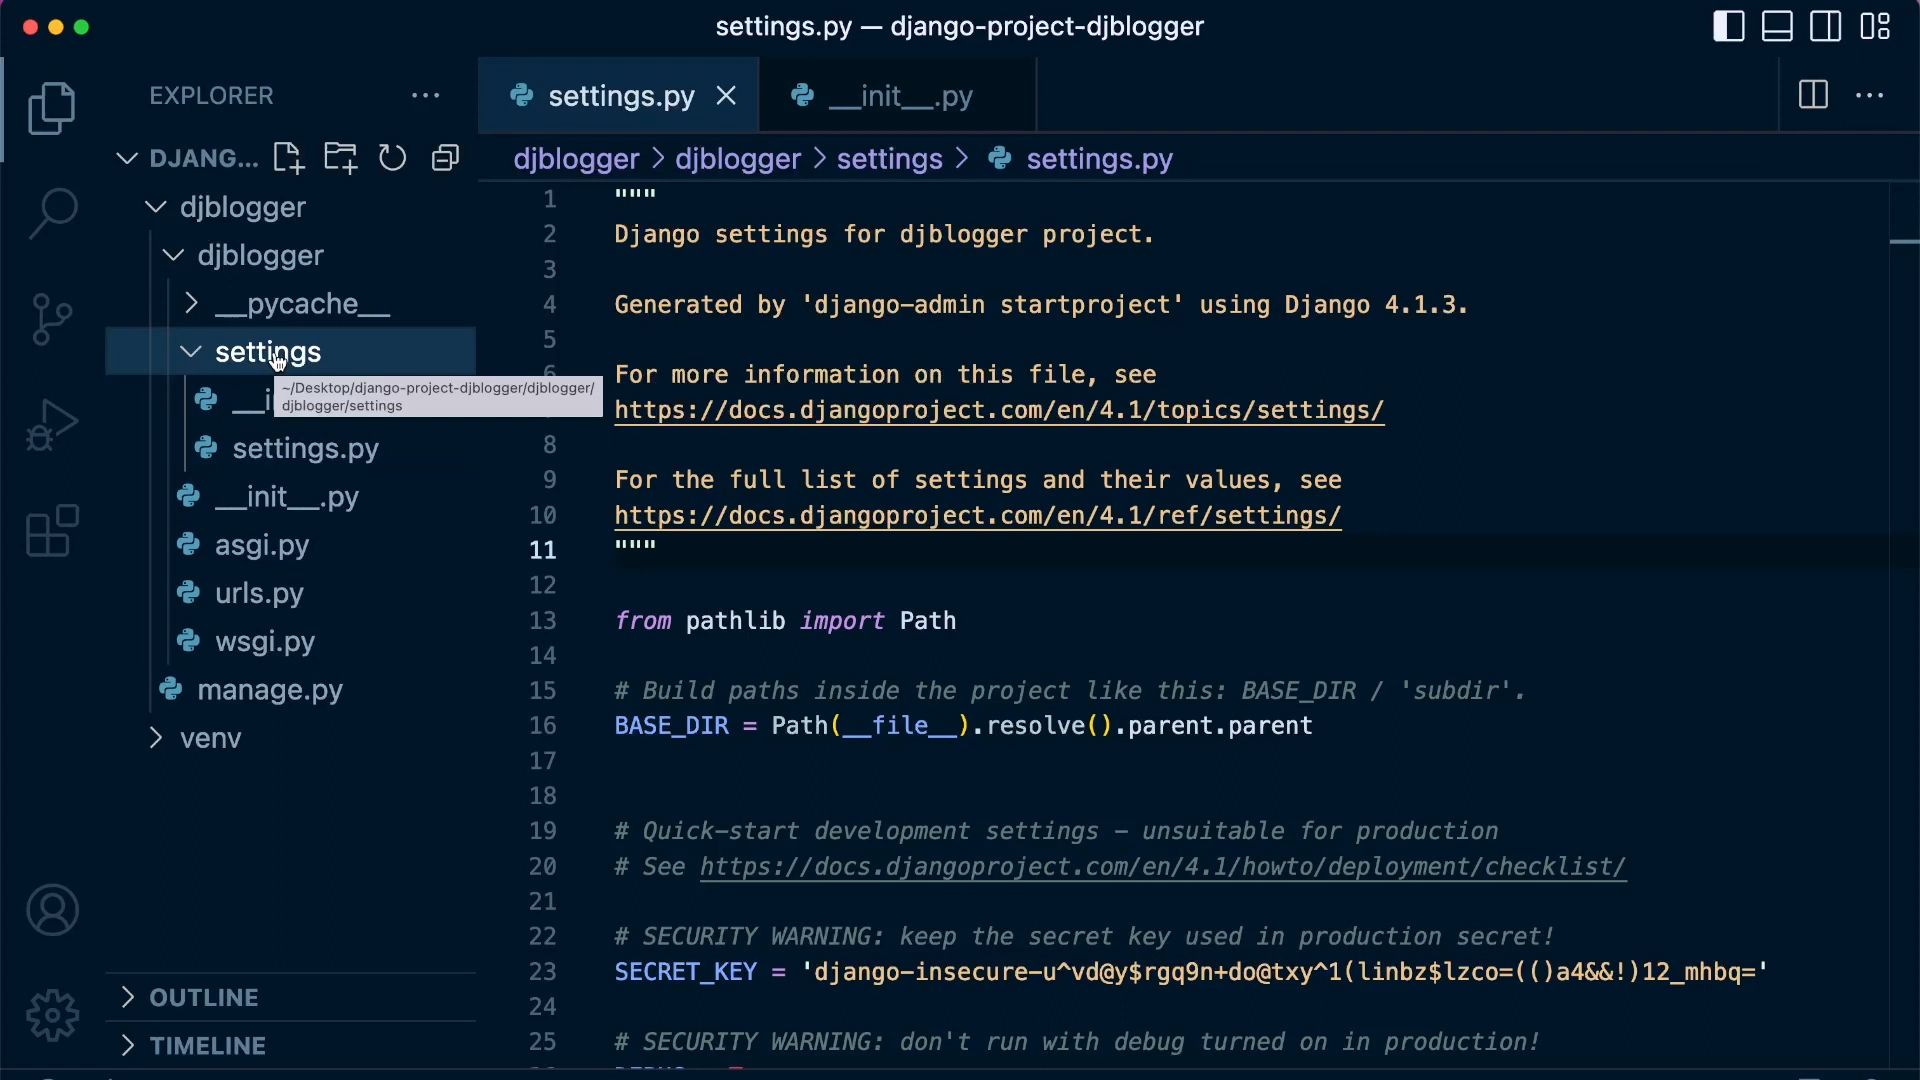 settings.py — django-project-djblogger
EXPLORER
DJANG...
djblogger
djblogger
__pycache__
settings
~/Desktop/django-project-djblogger/djblogger/
djblogger/settings
settings.py
__init__.py
asgi.py
urls.py
wsgi.py
manage.py
venv
OUTLINE
TIMELINE
settings.py
__init__.py
djblogger > djblogger > settings > settings.py
1 """
2 Django settings for djblogger project.
3
4 Generated by 'django-admin startproject' using Django 4.1.3.
5
6 For more information on this file, see
https://docs.djangoproject.com/en/4.1/topics/settings/
8
9 For the full list of settings and their values, see
10 https://docs.djangoproject.com/en/4.1/ref/settings/
11 """
12
13 from pathlib import Path
14
15 # Build paths inside the project like this: BASE_DIR / 'subdir'.
16 BASE_DIR = Path(__file__).resolve().parent.parent
17
18
19 # Quick-start development settings - unsuitable for production
20 # See https://docs.djangoproject.com/en/4.1/howto/deployment/checklist/
21
22 # SECURITY WARNING: keep the secret key used in production secret!
23 SECRET_KEY = 'django-insecure-u^vd@y$rgq9n+do@txy^1(linbz$lzco=(()a4&&!)12_mhbq='
24
25 # SECURITY WARNING: don't run with debug turned on in production!